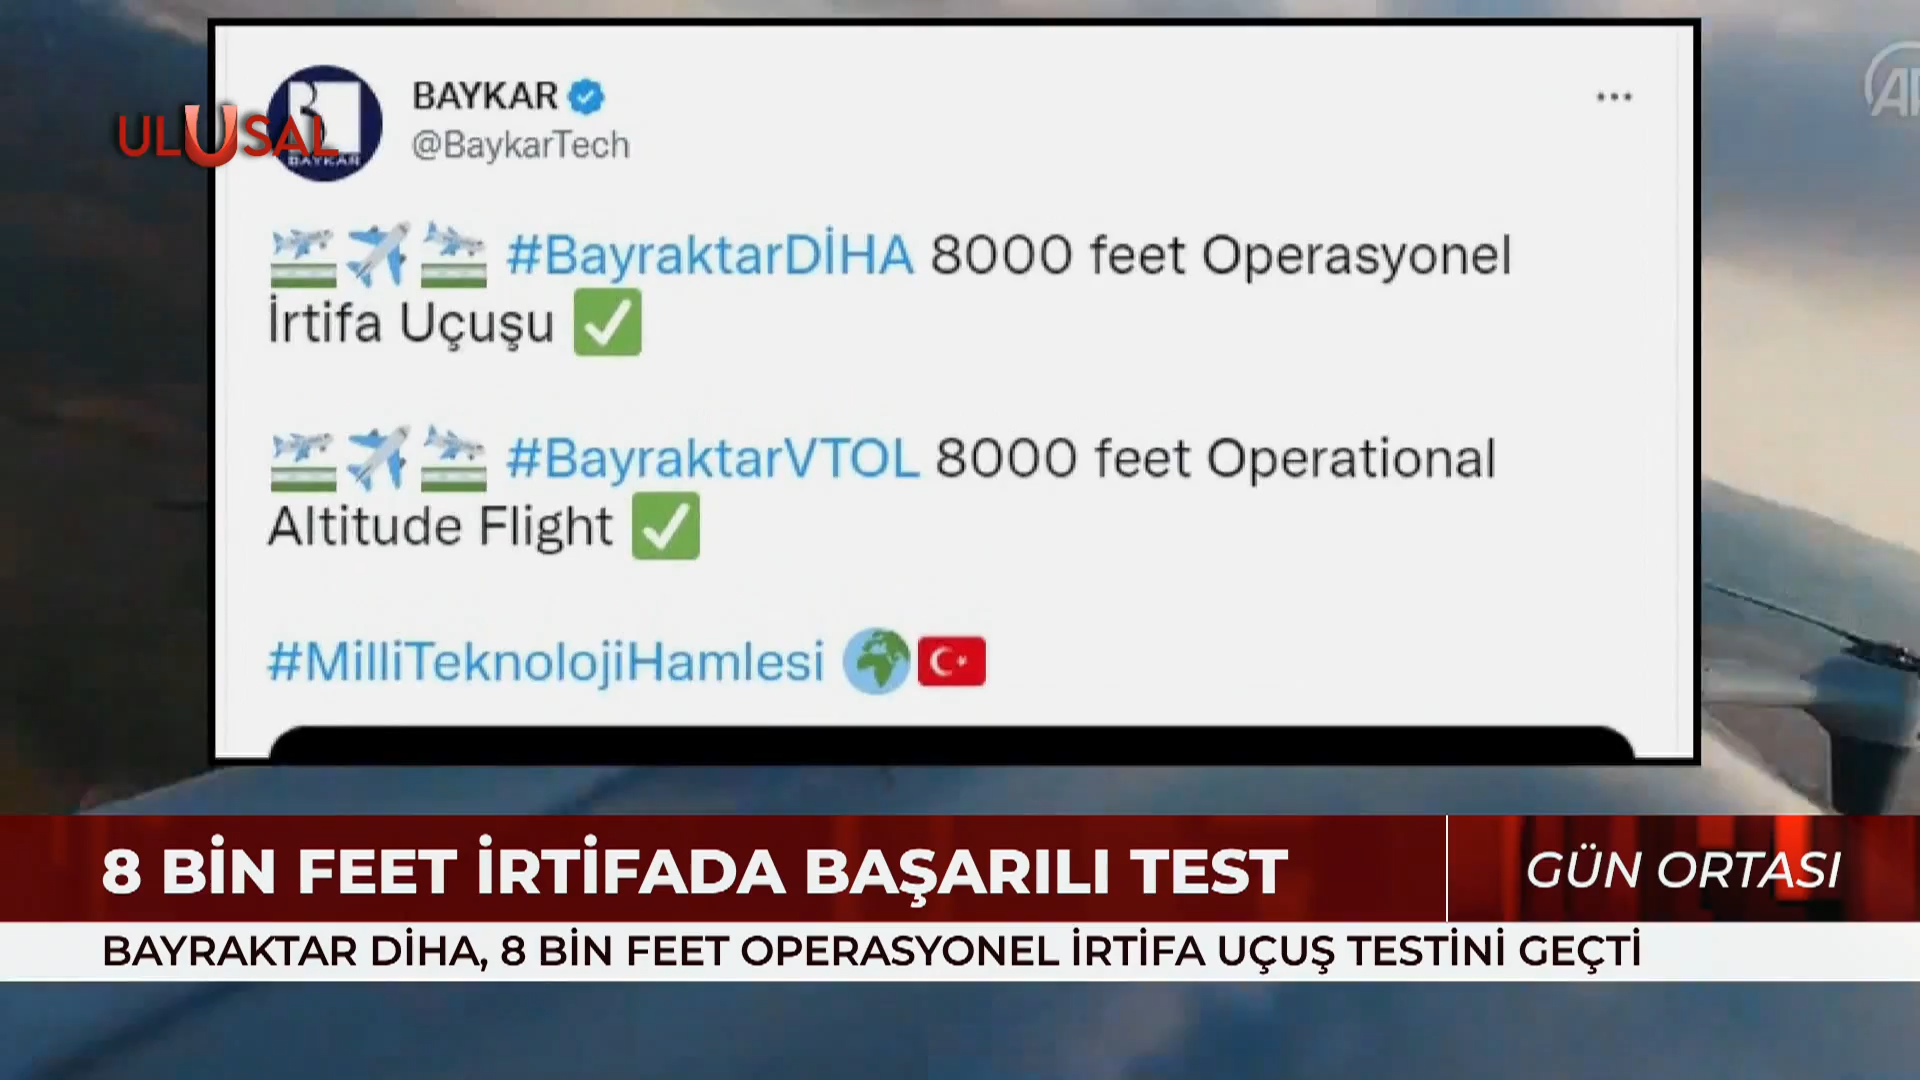 BAYKAR
@BaykarTech
ULUSAL
BAYKAR
#BayraktarDİHA 8000 feet Operasyonel
İrtifa Uçuşu
#BayraktarVTOL 8000 feet Operational
Altitude Flight
#MilliTeknolojiHamlesi
8 BİN FEET İRTİFADA BAŞARILI TEST
GÜN ORTASI
BAYRAKTAR DİHA, 8 BİN FEET OPERASYONEL İRTİFA UÇUŞ TESTİNİ GEÇTİ